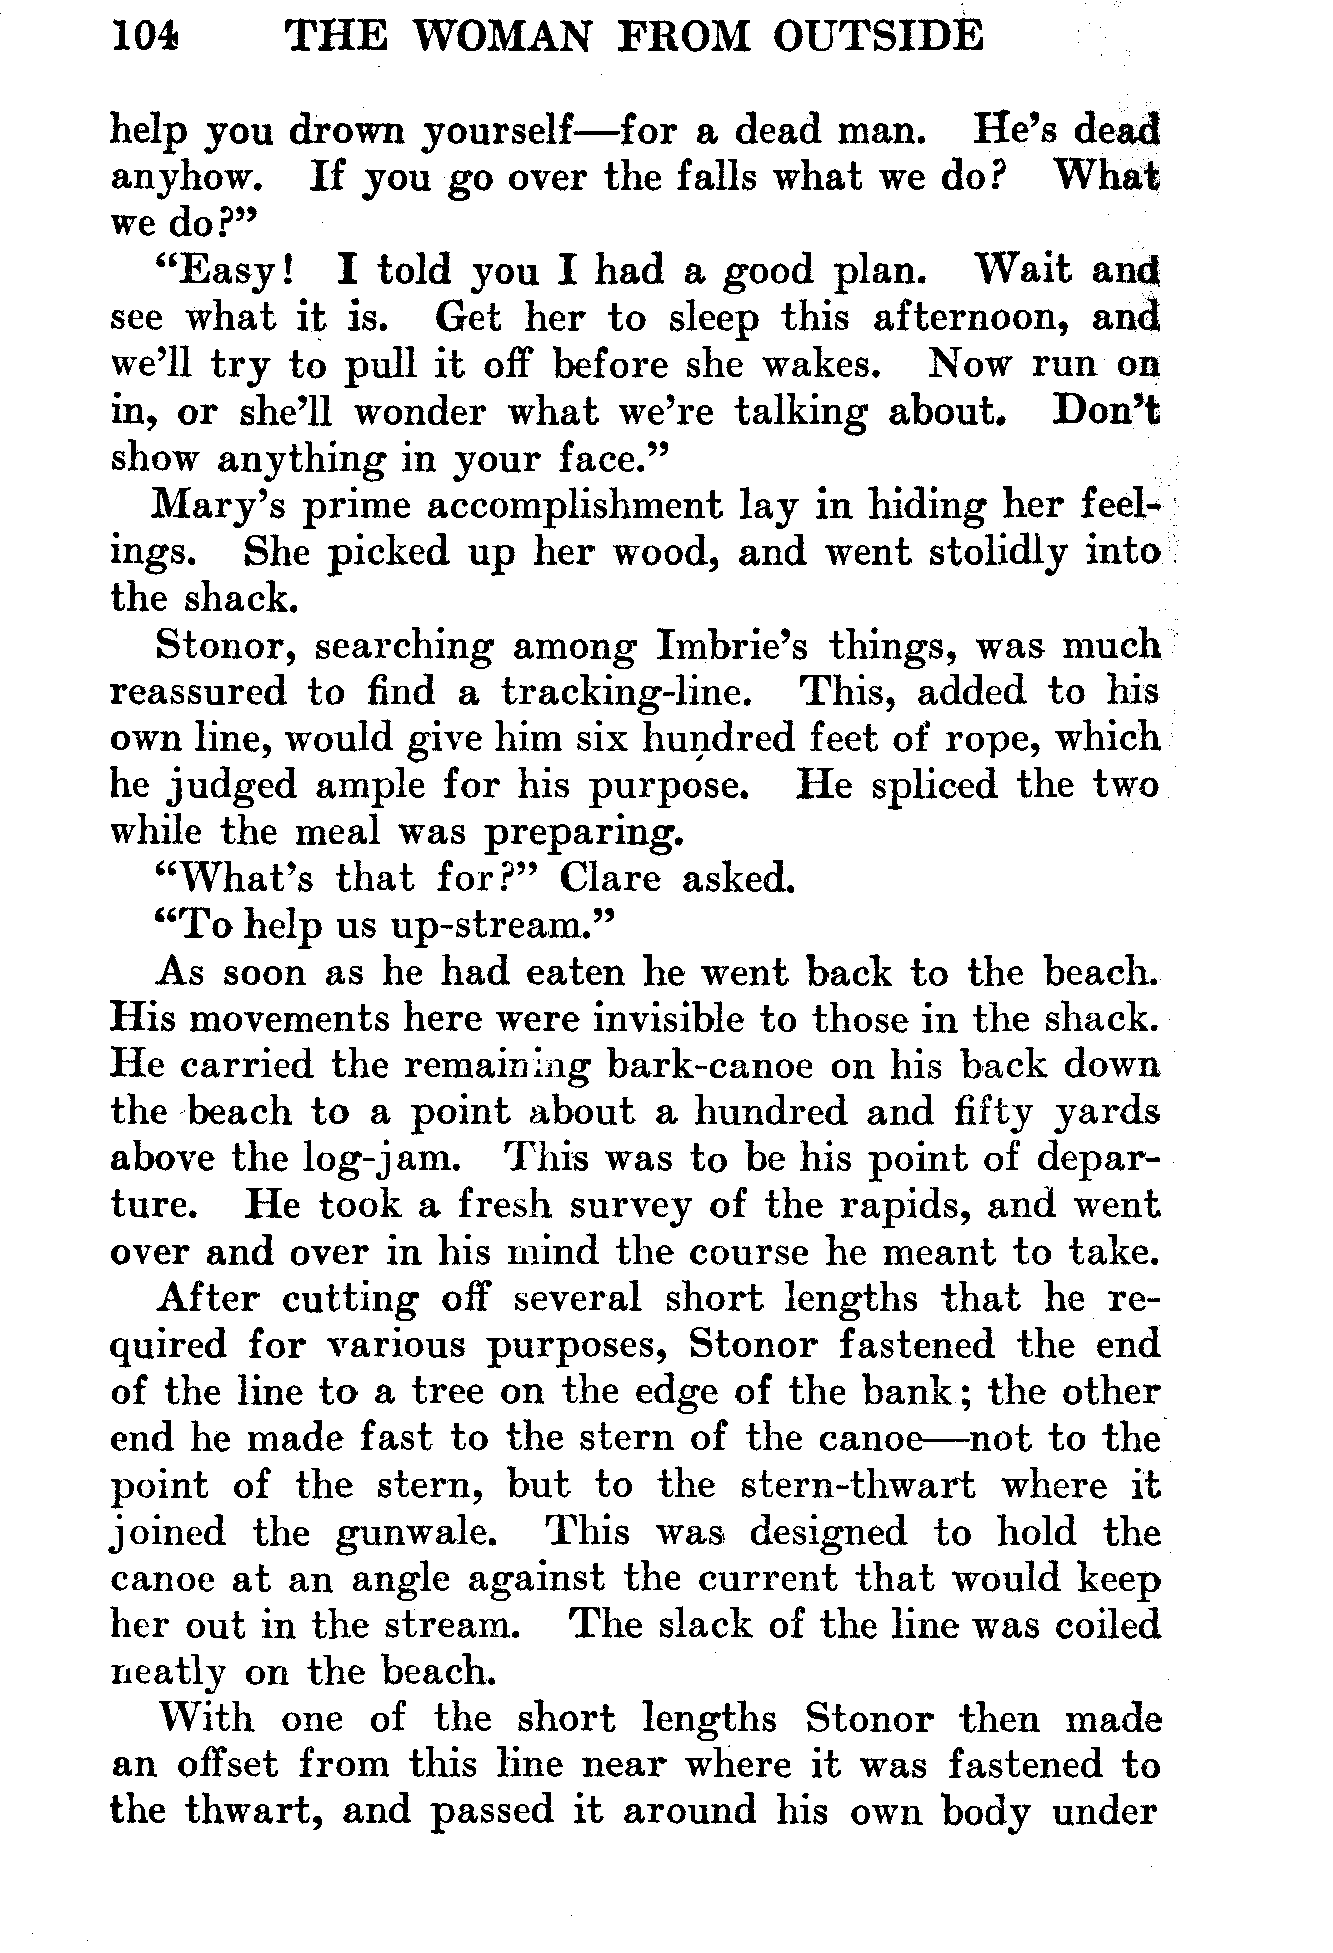 104 THE WOMAN FROM OUTSIDE
help you drown yourself—for a dead man. He's dead
anyhow. If you go over the falls what we do? What
we do?"
"Easy! I told you I had a good plan. Wait and
see what it is. Get her to sleep this afternoon, and
we'll try to pull it off before she wakes. Now run on
in, or she'll wonder what we're talking about. Don't
show anything in your face."
Mary's prime accomplishment lay in hiding her feel-
ings. She picked up her wood, and went stolidly into
the shack.
Stonor, searching among Imbrie's things, was much
reassured to find a tracking-line. This, added to his
own line, would give him six hundred feet of rope, which
he judged ample for his purpose. He spliced the two
while the meal was preparing.
"What's that for?" Clare asked.
"To help us up-stream."
As soon as he had eaten he went back to the beach.
His movements here were invisible to those in the shack.
He carried the remaining bark-canoe on his back down
the beach to a point about a hundred and fifty yards
above the log-jam. This was to be his point of depar-
ture. He took a fresh survey of the rapids, and went
over and over in his mind the course he meant to take.
After cutting off several short lengths that he re-
quired for various purposes, Stonor fastened the end
of the line to a tree on the edge of the bank; the other
end he made fast to the stern of the canoe—not to the
point of the stern, but to the stern-thwart where it
joined the gunwale. This was designed to hold the
canoe at an angle against the current that would keep
her out in the stream. The slack of the line was coiled
neatly on the beach.
With one of the short lengths Stonor then made
an offset from this line near where it was fastened to
the thwart, and passed it around his own body under